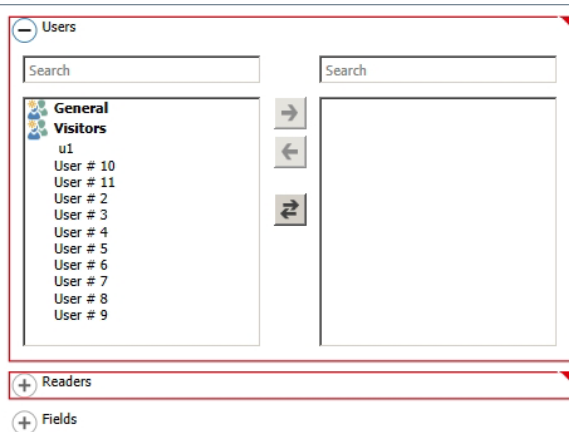 Users
Search
Search
General
Visitors
u1
User # 10
User # 11
User # 2
User # 3
User # 4
User # 5
User # 6
User # 7
User # 8
User # 9
Readers
Fields